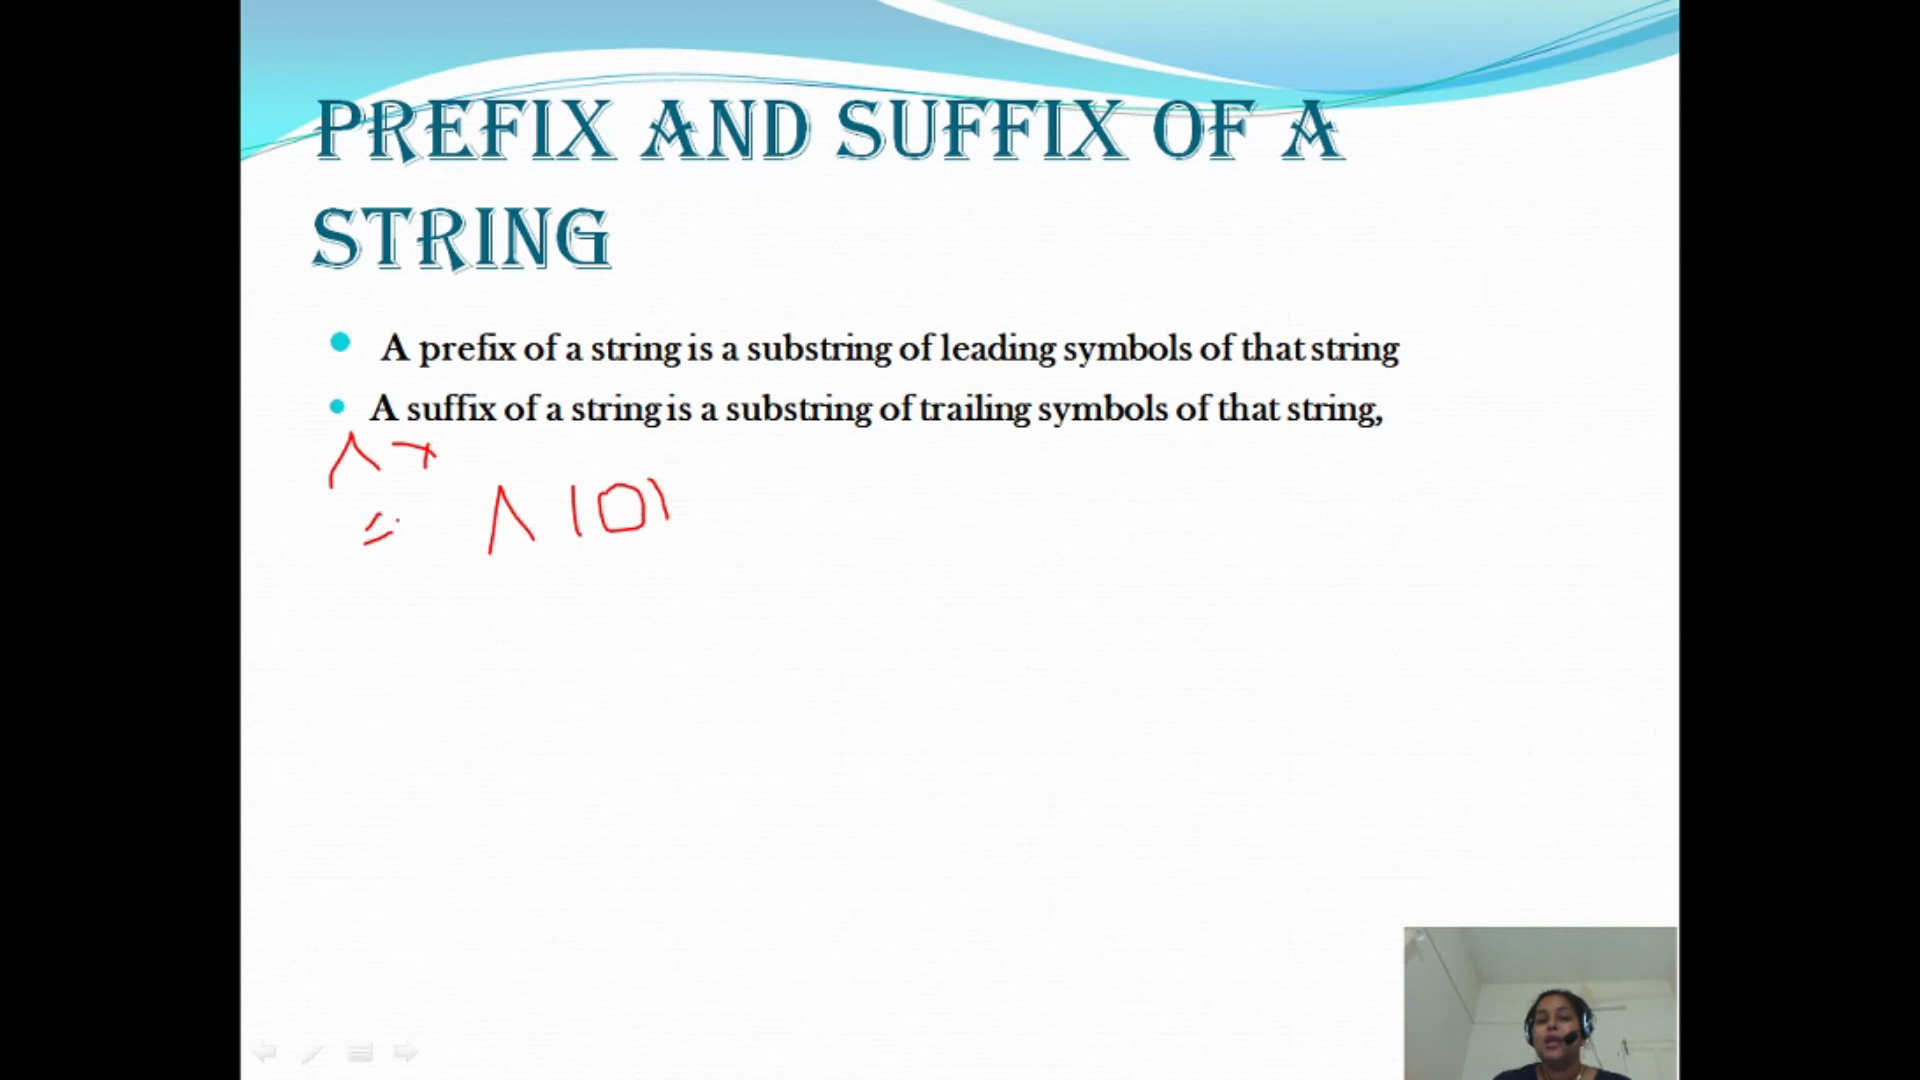 PREFIX AND SUFFIX OF A
STRING
A prefix of a string is a substring of leading symbols of that string
A suffix of a string is a substring of trailing symbols of that string,
= Λ 101